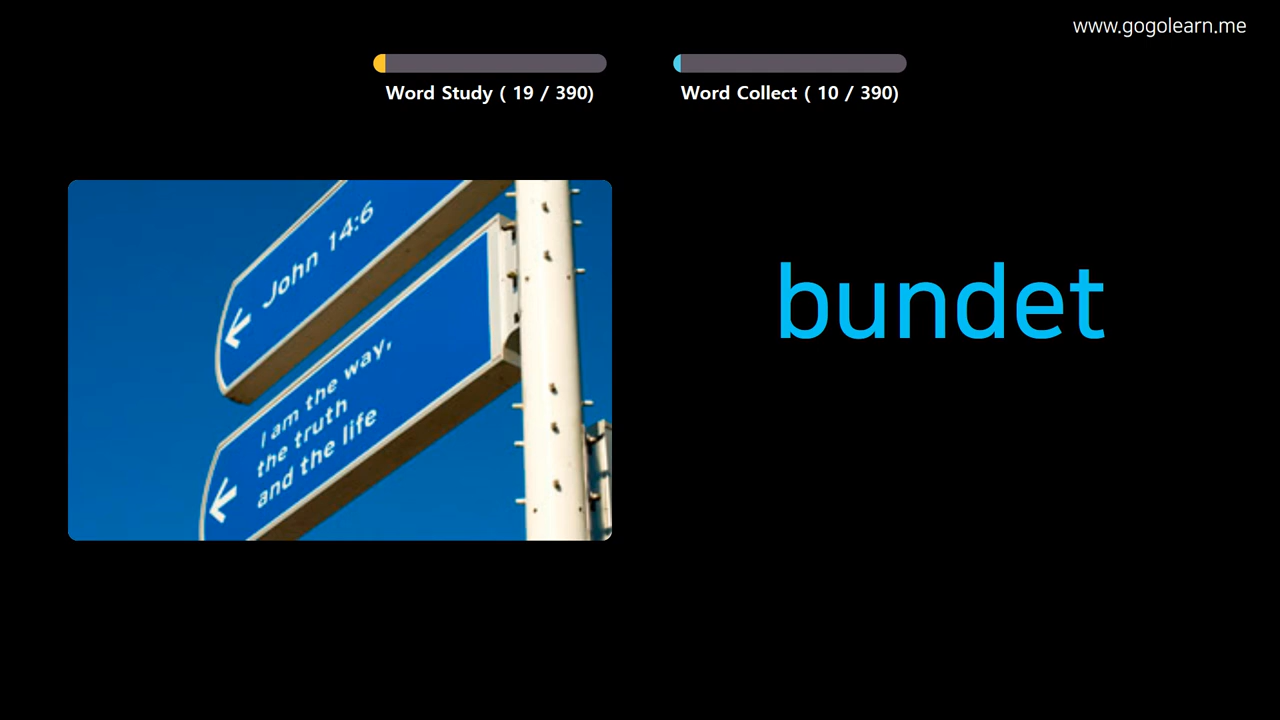 www.gogolearn.me
Word Study ( 19 / 390)
Word Collect ( 10 / 390)
John 14:6
I am the way,
the truth
and the life
bundet